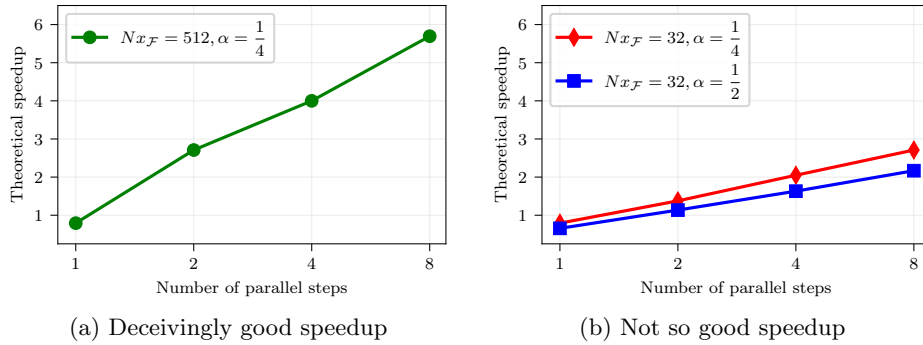 Nx_F = 512, α = 1/4
Theoretical speedup
6
5
4
3
2
1
1 2 4 8
Number of parallel steps
(a) Deceivingly good speedup
Nx_F = 32, α = 1/4
Nx_F = 32, α = 1/2
Theoretical speedup
6
5
4
3
2
1
1 2 4 8
Number of parallel steps
(b) Not so good speedup